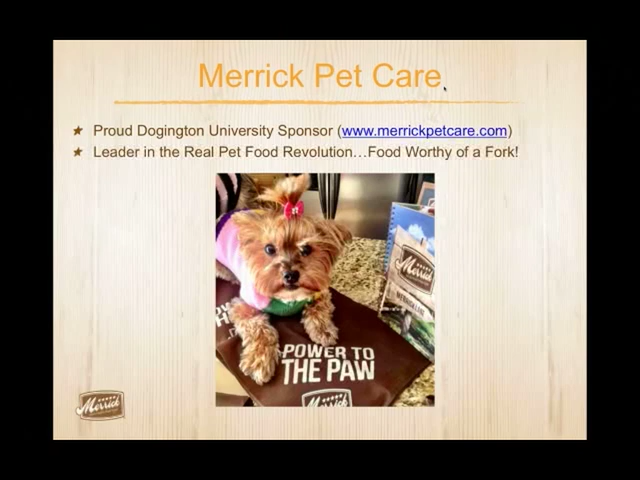 Merrick Pet Care
Proud Dogington University Sponsor (www.merrickpetcare.com)
Leader in the Real Pet Food Revolution…Food Worthy of a Fork!
Merrick
POWER TO
THE PAW
Merrick
Merrick